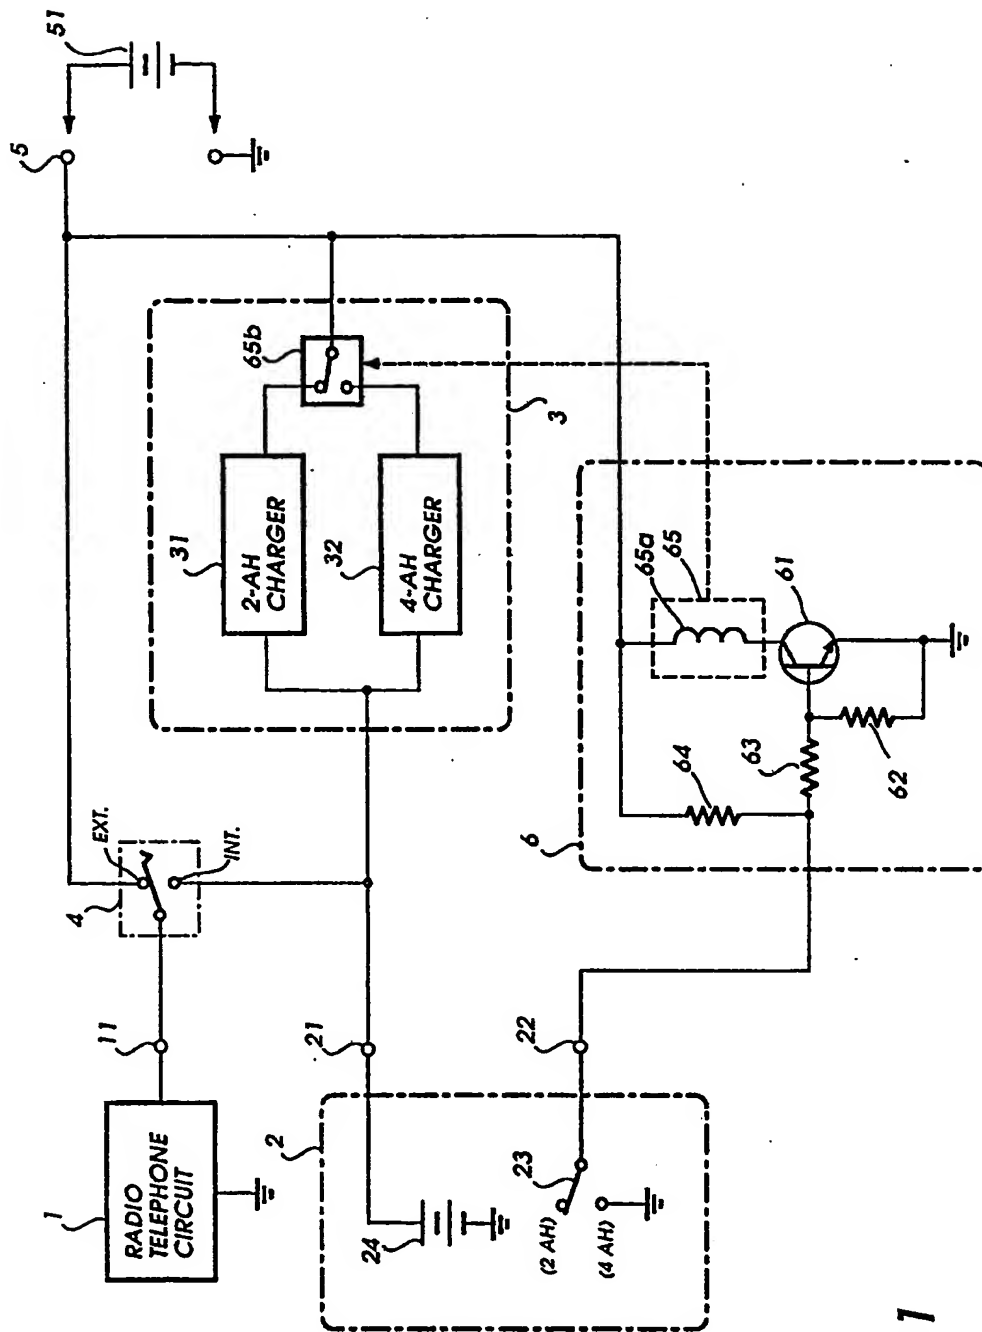 1
RADIO
TELEPHONE
CIRCUIT
11
4
EXT.
INT.
5
51
2
24
21
23
(2 AH)
(4 AH)
22
31
2-AH
CHARGER
32
4-AH
CHARGER
65b
3
6
64
63
62
65a
65
61
1